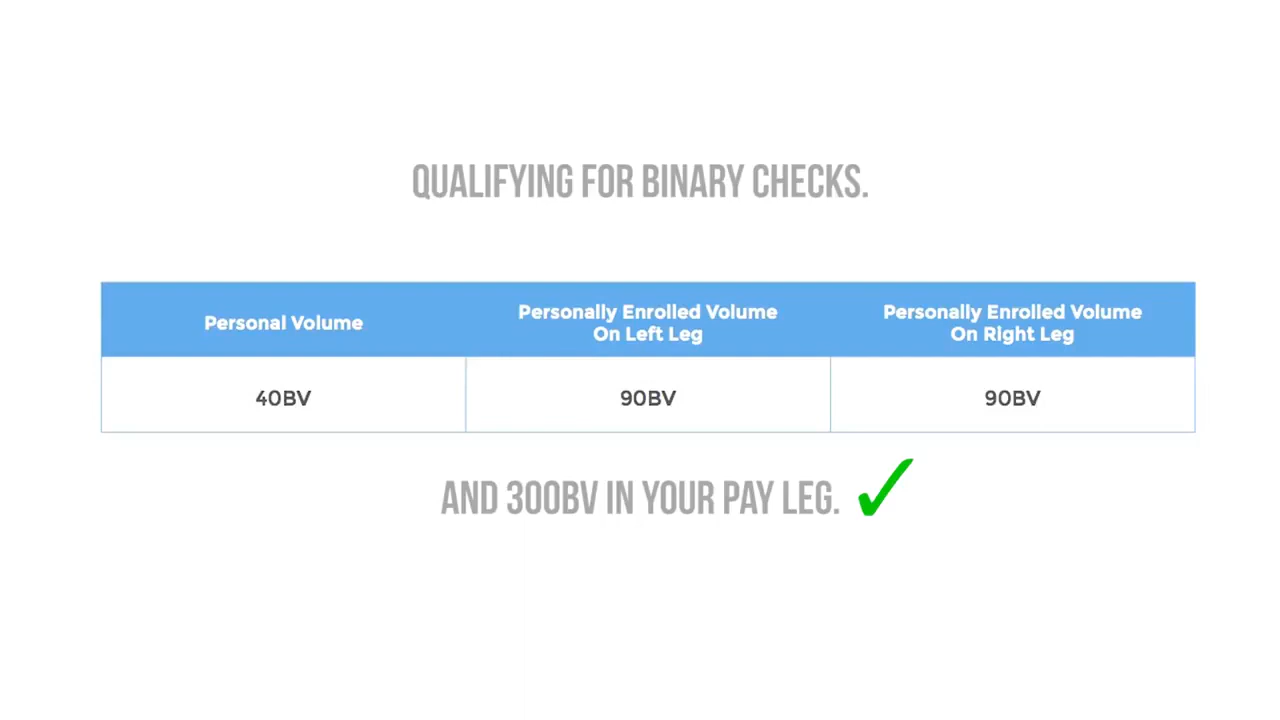 QUALIFYING FOR BINARY CHECKS.
Personal Volume
Personally Enrolled Volume
On Left Leg
Personally Enrolled Volume
On Right Leg
40BV
90BV
90BV
AND 300BV IN YOUR PAY LEG.